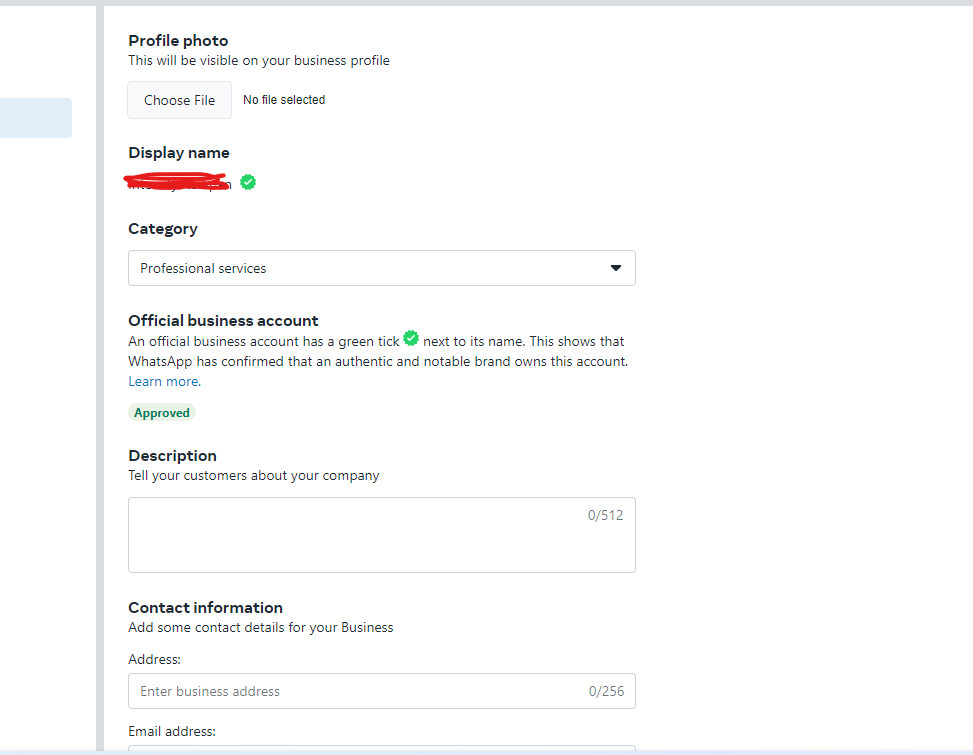 Profile photo
This will be visible on your business profile
Choose File No file selected
Display name
Category
Professional services
Official business account
An official business account has a green tick next to its name. This shows that
WhatsApp has confirmed that an authentic and notable brand owns this account.
Learn more.
Approved
Description
Tell your customers about your company
0/512
Contact information
Add some contact details for your Business
Address:
Enter business address 0/256
Email address: